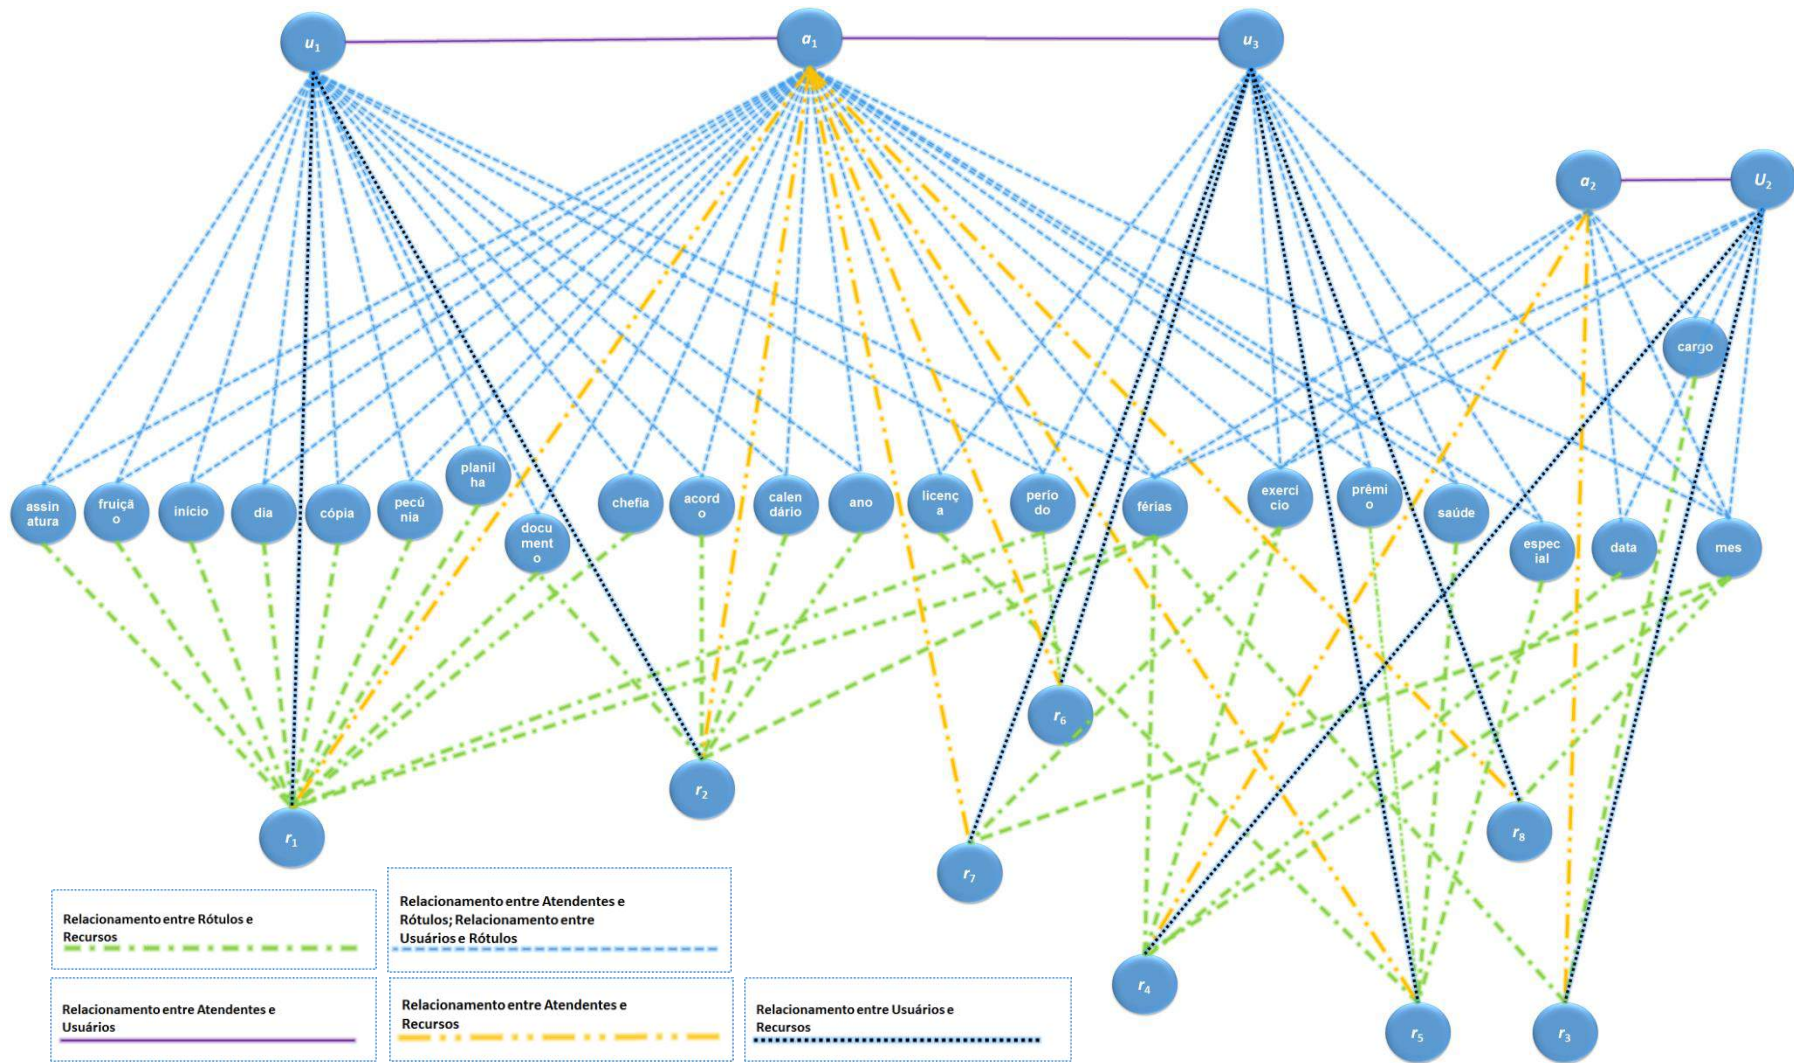 u1
a1
u3
a2
U2
cargo
planil
ha
assin
atura
fruiçã
o
início
dia
cópia
pecú
nia
docu
ment
o
chefia
acord
o
calen
dário
ano
licenç
a
perío
do
férias
exercí
cio
prêmi
o
saúde
espec
ial
data
mes
r6
r2
r1
r7
r8
r4
r5
r3
Relacionamento entre Rótulos e
Recursos
Relacionamento entre Atendentes e
Rótulos; Relacionamento entre
Usuários e Rótulos
Relacionamento entre Atendentes e
Usuários
Relacionamento entre Atendentes e
Recursos
Relacionamento entre Usuários e
Recursos